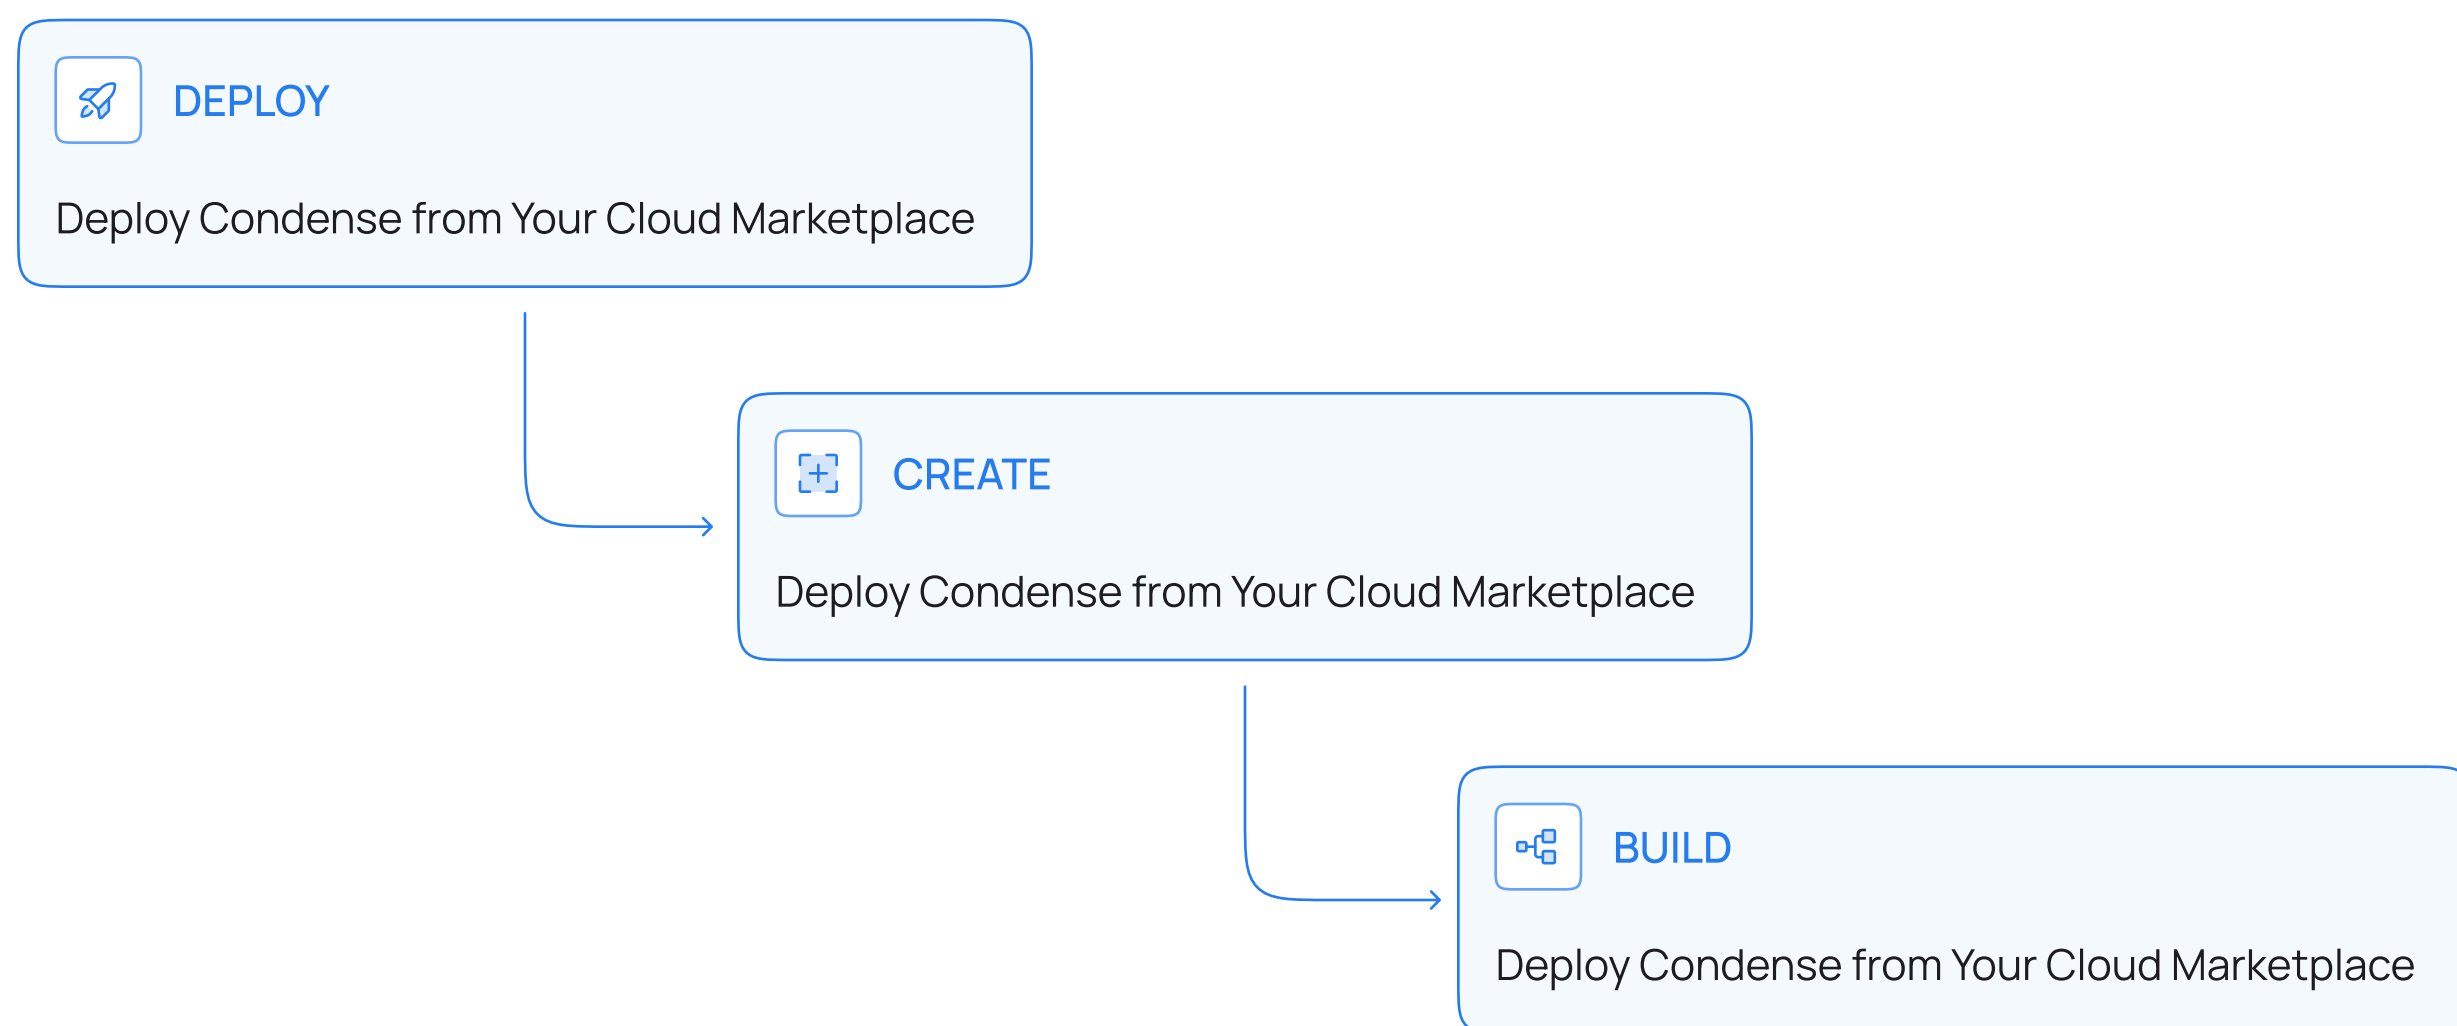 DEPLOY
Deploy Condense from Your Cloud Marketplace
CREATE
Deploy Condense from Your Cloud Marketplace
BUILD
Deploy Condense from Your Cloud Marketplace